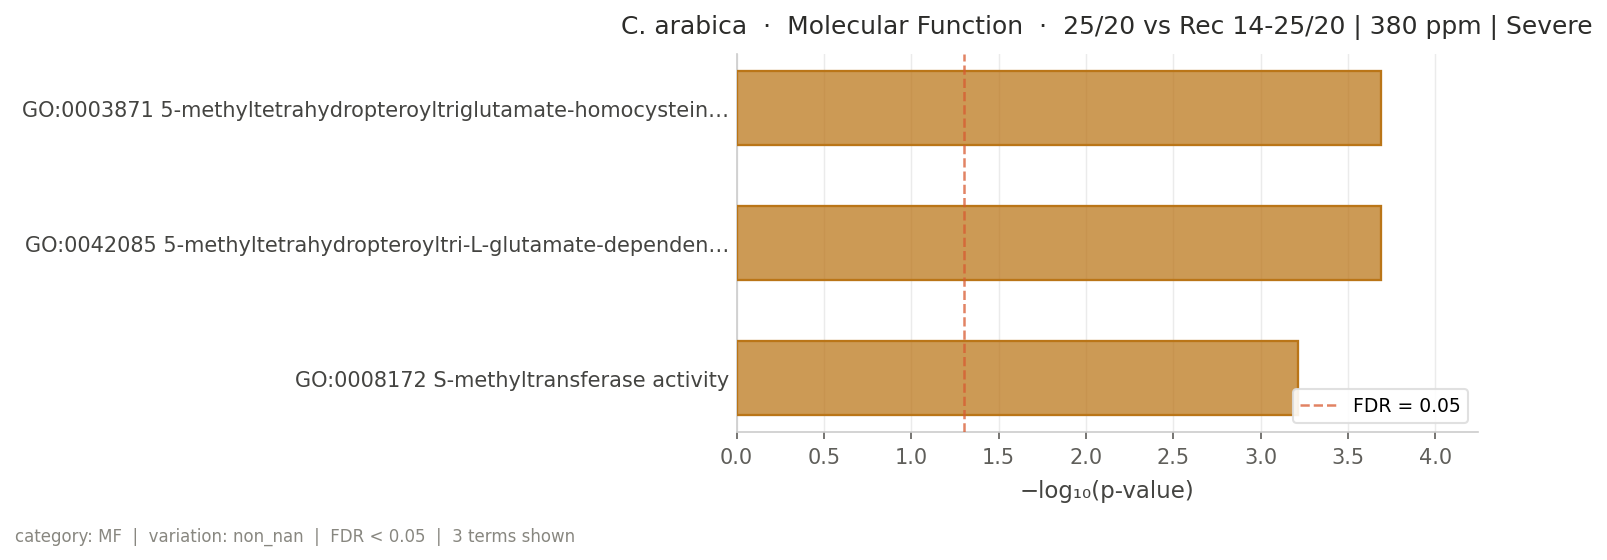 C. arabica  ·  Molecular Function  ·  25/20 vs Rec 14-25/20 | 380 ppm | Severe
GO:0003871 5-methyltetrahydropteroyltriglutamate-homocystein…
GO:0042085 5-methyltetrahydropteroyltri-L-glutamate-dependen…
GO:0008172 S-methyltransferase activity
FDR = 0.05
0.0 0.5 1.0 1.5 2.0 2.5 3.0 3.5 4.0
−log₁₀(p-value)
category: MF  |  variation: non_nan  |  FDR < 0.05  |  3 terms shown